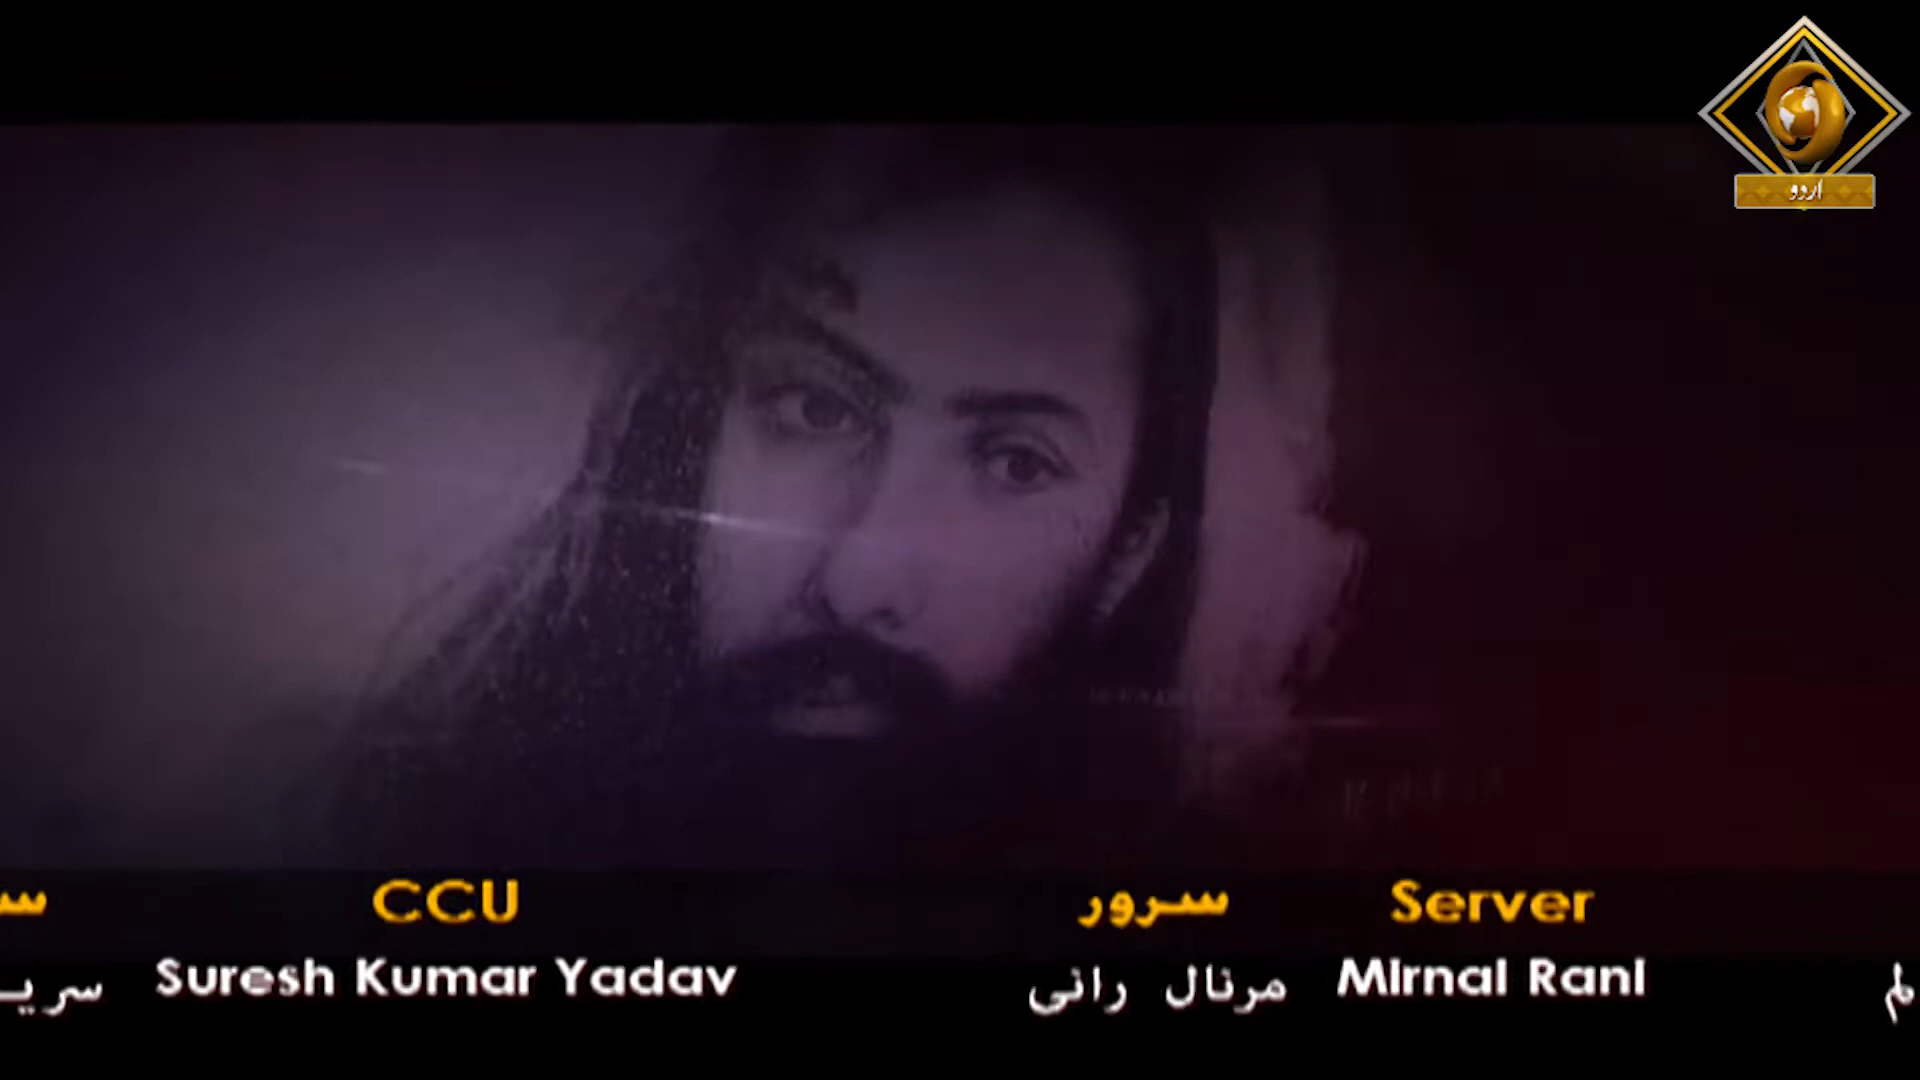 اردو
CCU
سرور
Server
Suresh Kumar Yadav
مرنال رانی
Mirnal Rani